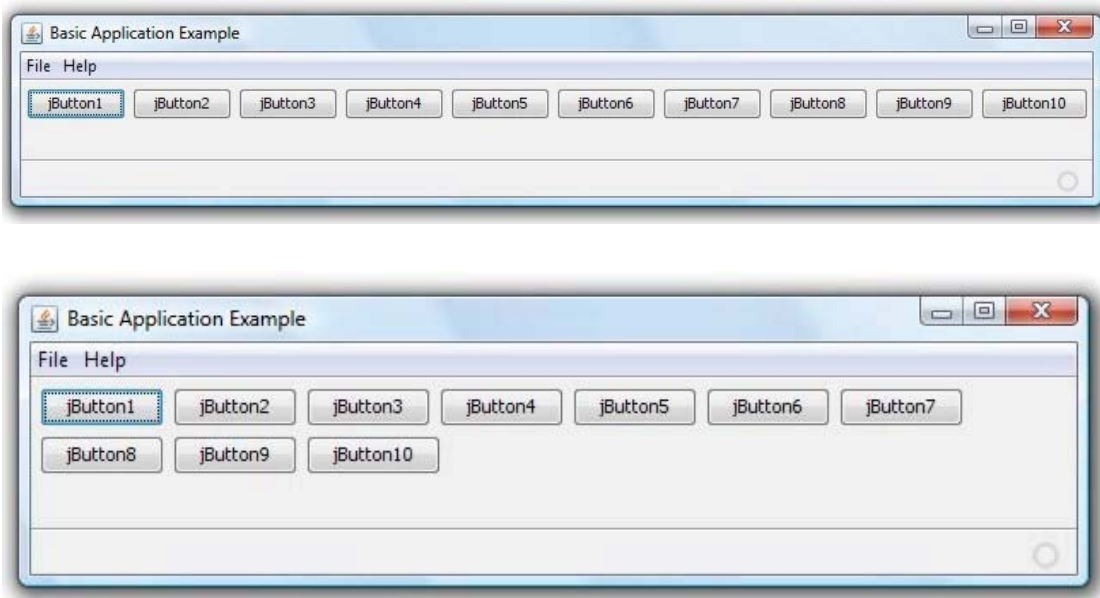 Basic Application Example
File Help
jButton1 jButton2 jButton3 jButton4 jButton5 jButton6 jButton7 jButton8 jButton9 jButton10
Basic Application Example
File Help
jButton1 jButton2 jButton3 jButton4 jButton5 jButton6 jButton7
jButton8 jButton9 jButton10